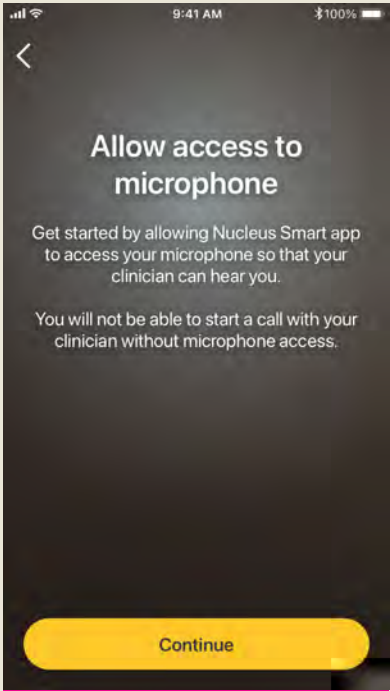 9:41 AM
100%
Allow access to
microphone
Get started by allowing Nucleus Smart app
to access your microphone so that your
clinician can hear you.
You will not be able to start a call with your
clinician without microphone access.
Continue